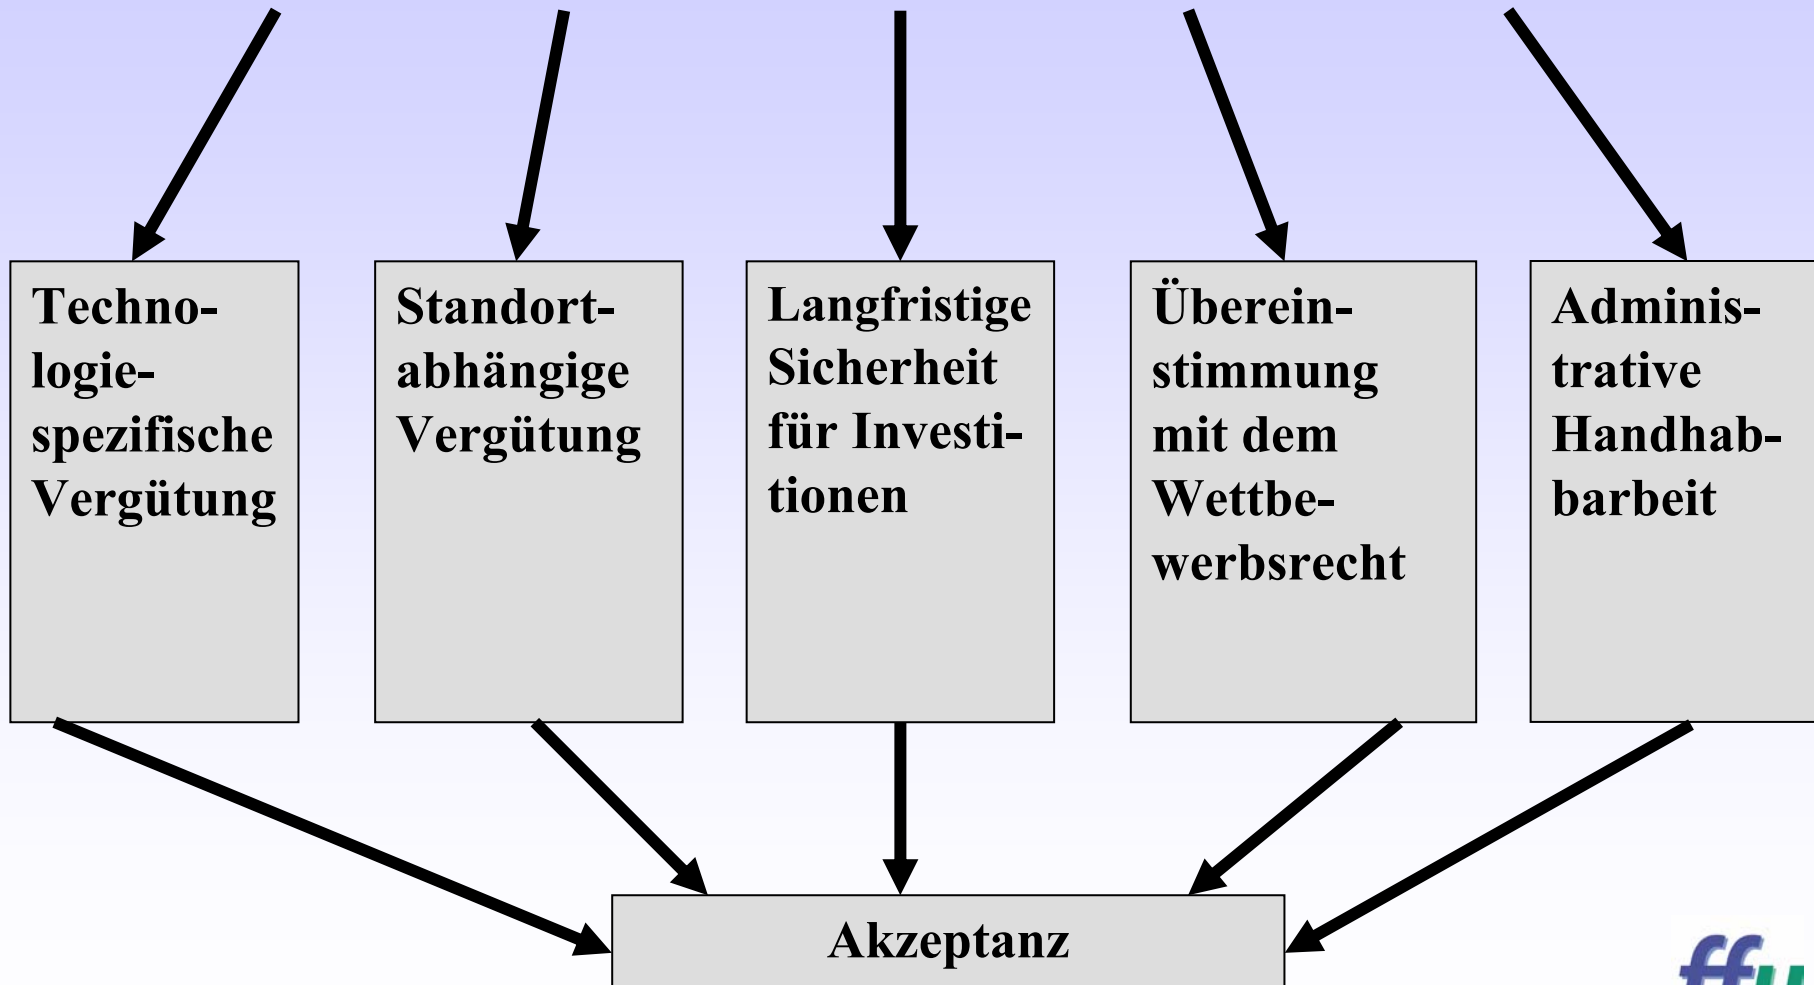 Techno-
logie-
spezifische
Vergütung
Standort-
abhängige
Vergütung
Langfristige
Sicherheit
für Investi-
tionen
Überein-
stimmung
mit dem
Wettbe-
werbsrecht
Adminis-
trative
Handhab-
barbeit
Akzeptanz
ffu